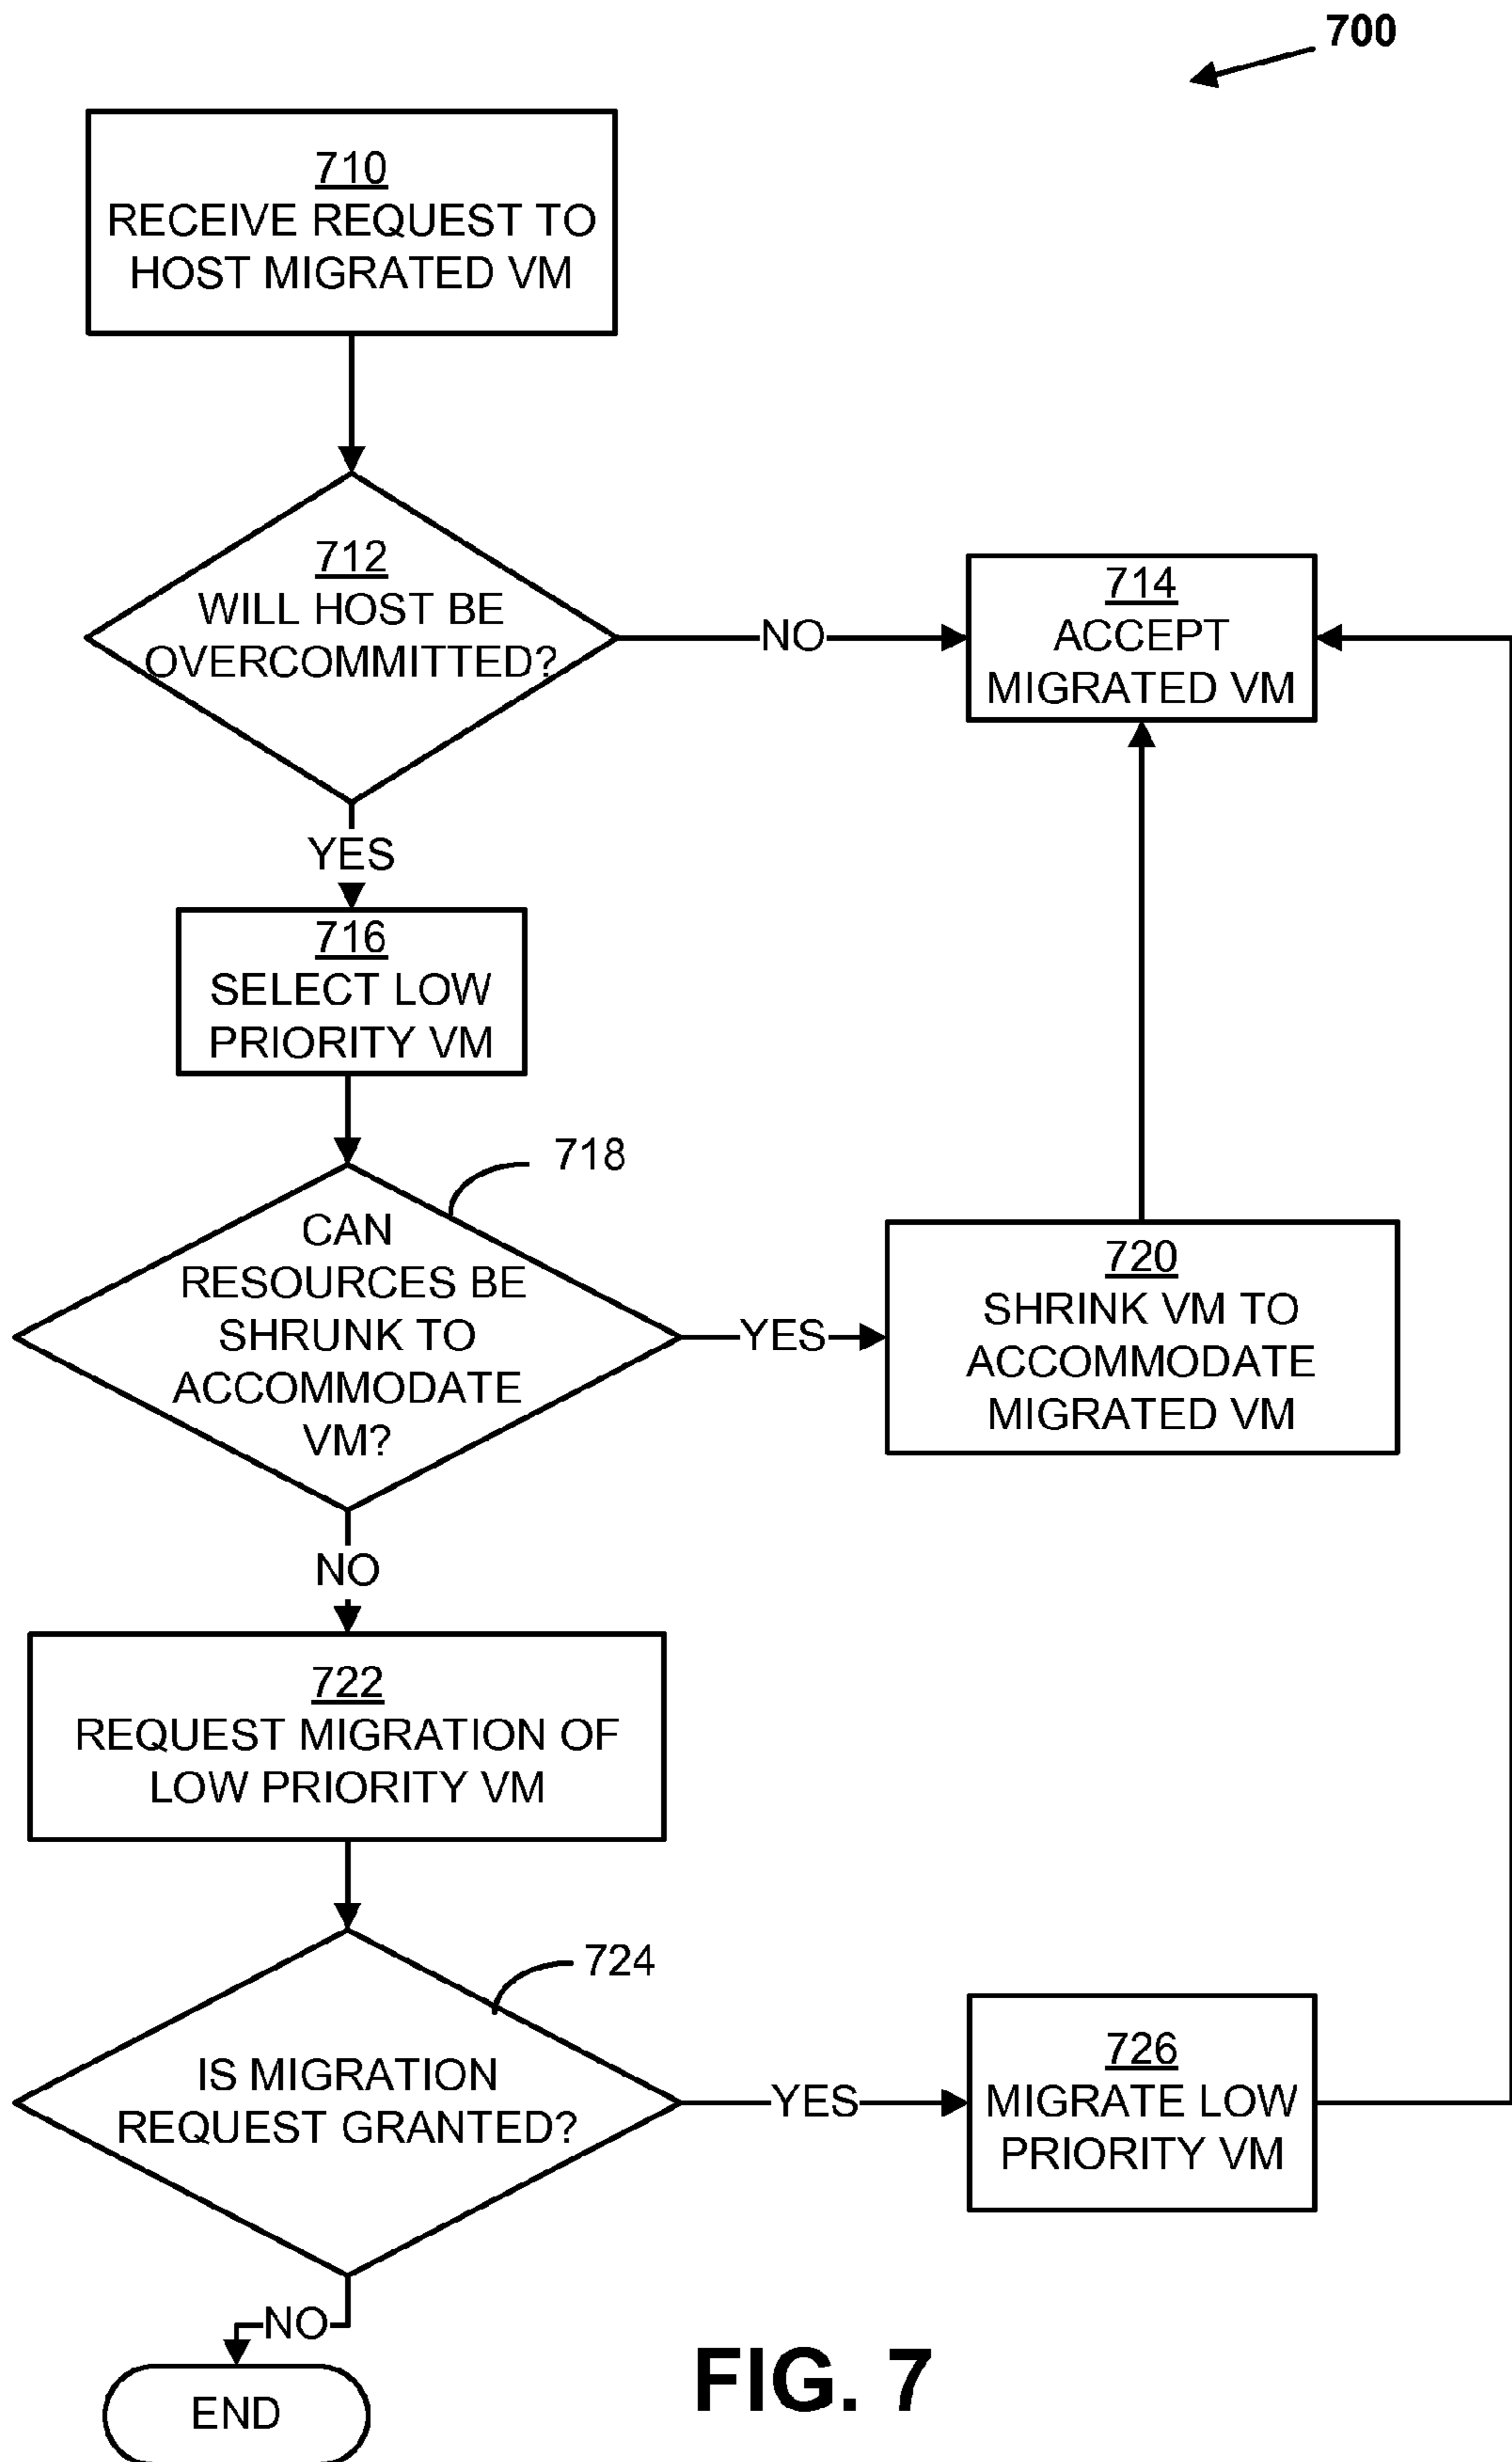 700
710
RECEIVE REQUEST TO
HOST MIGRATED VM
712
WILL HOST BE
OVERCOMMITTED?
NO
714
ACCEPT
MIGRATED VM
YES
716
SELECT LOW
PRIORITY VM
718
CAN
RESOURCES BE
SHRUNK TO
ACCOMMODATE
VM?
YES
720
SHRINK VM TO
ACCOMMODATE
MIGRATED VM
NO
722
REQUEST MIGRATION OF
LOW PRIORITY VM
724
IS MIGRATION
REQUEST GRANTED?
YES
726
MIGRATE LOW
PRIORITY VM
NO
END
FIG. 7